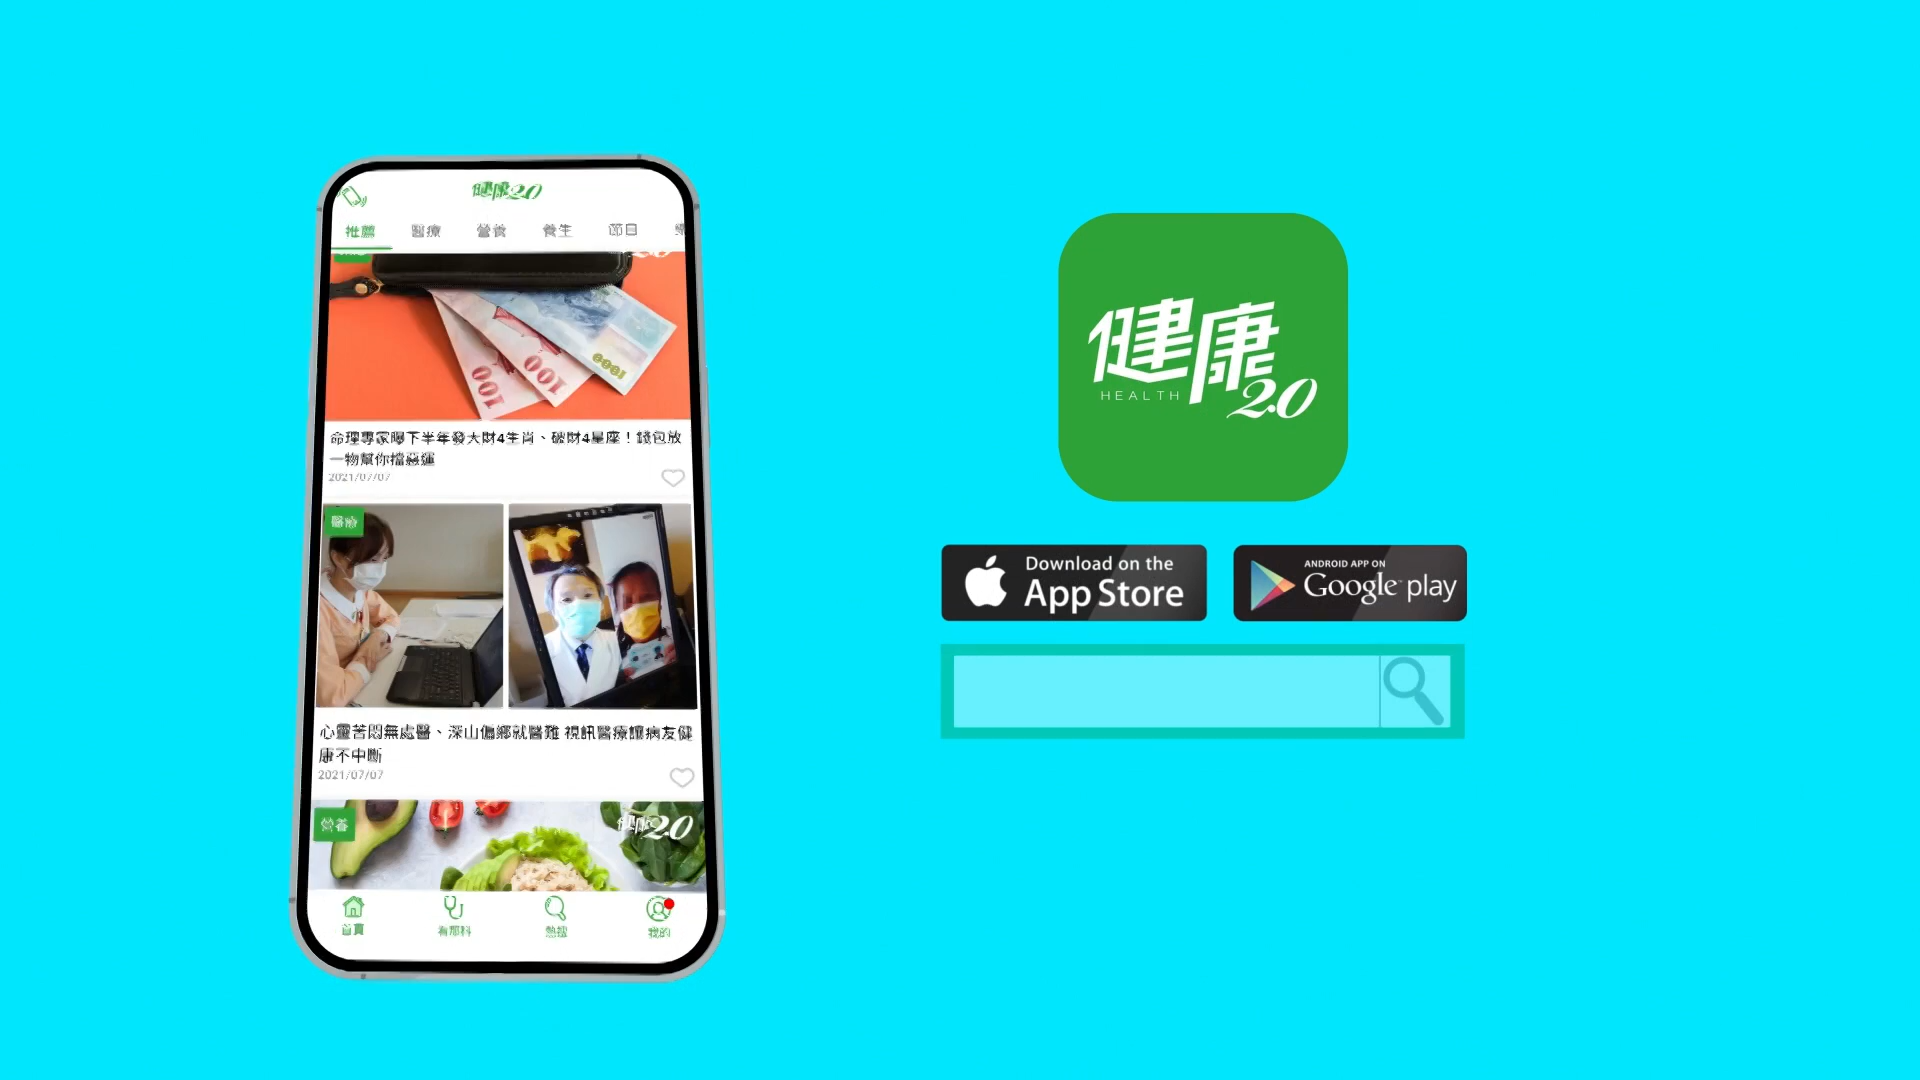 健康2.0
推薦 醫療 營養 養生 節目
100
100
1000
命理專家曝下半年發大財4生肖、破財4星座！錢包放
一物幫你擋惡運
2021/07/07
醫療
心靈苦悶無處醫、深山偏鄉就醫難 視訊醫療讓病友健
康不中斷
2021/07/07
營養
健康2.0
首頁 看那科 熱搜 我的
健康2.0
HEALTH
Download on the
App Store
ANDROID APP ON
Google play